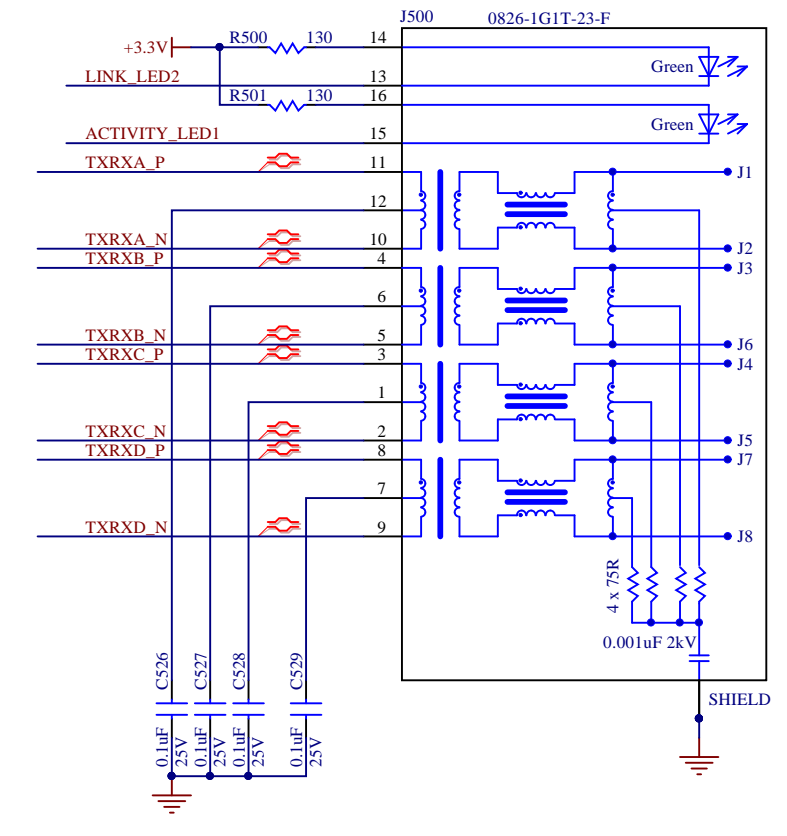 J500 0826-1G1T-23-F
+3.3V R500 130 14
Green
LINK_LED2 13
R501 130 16
Green
ACTIVITY_LED1 15
TXRXA_P 11 J1
12
TXRXA_N 10 J2
TXRXB_P 4 J3
6
TXRXB_N 5 J6
TXRXC_P 3 J4
1
TXRXC_N 2 J5
TXRXD_P 8 J7
7
TXRXD_N 9 J8
4 x 75R
0.001uF 2kV
SHIELD
C526 0.1uF 25V
C527 0.1uF 25V
C528 0.1uF 25V
C529 0.1uF 25V